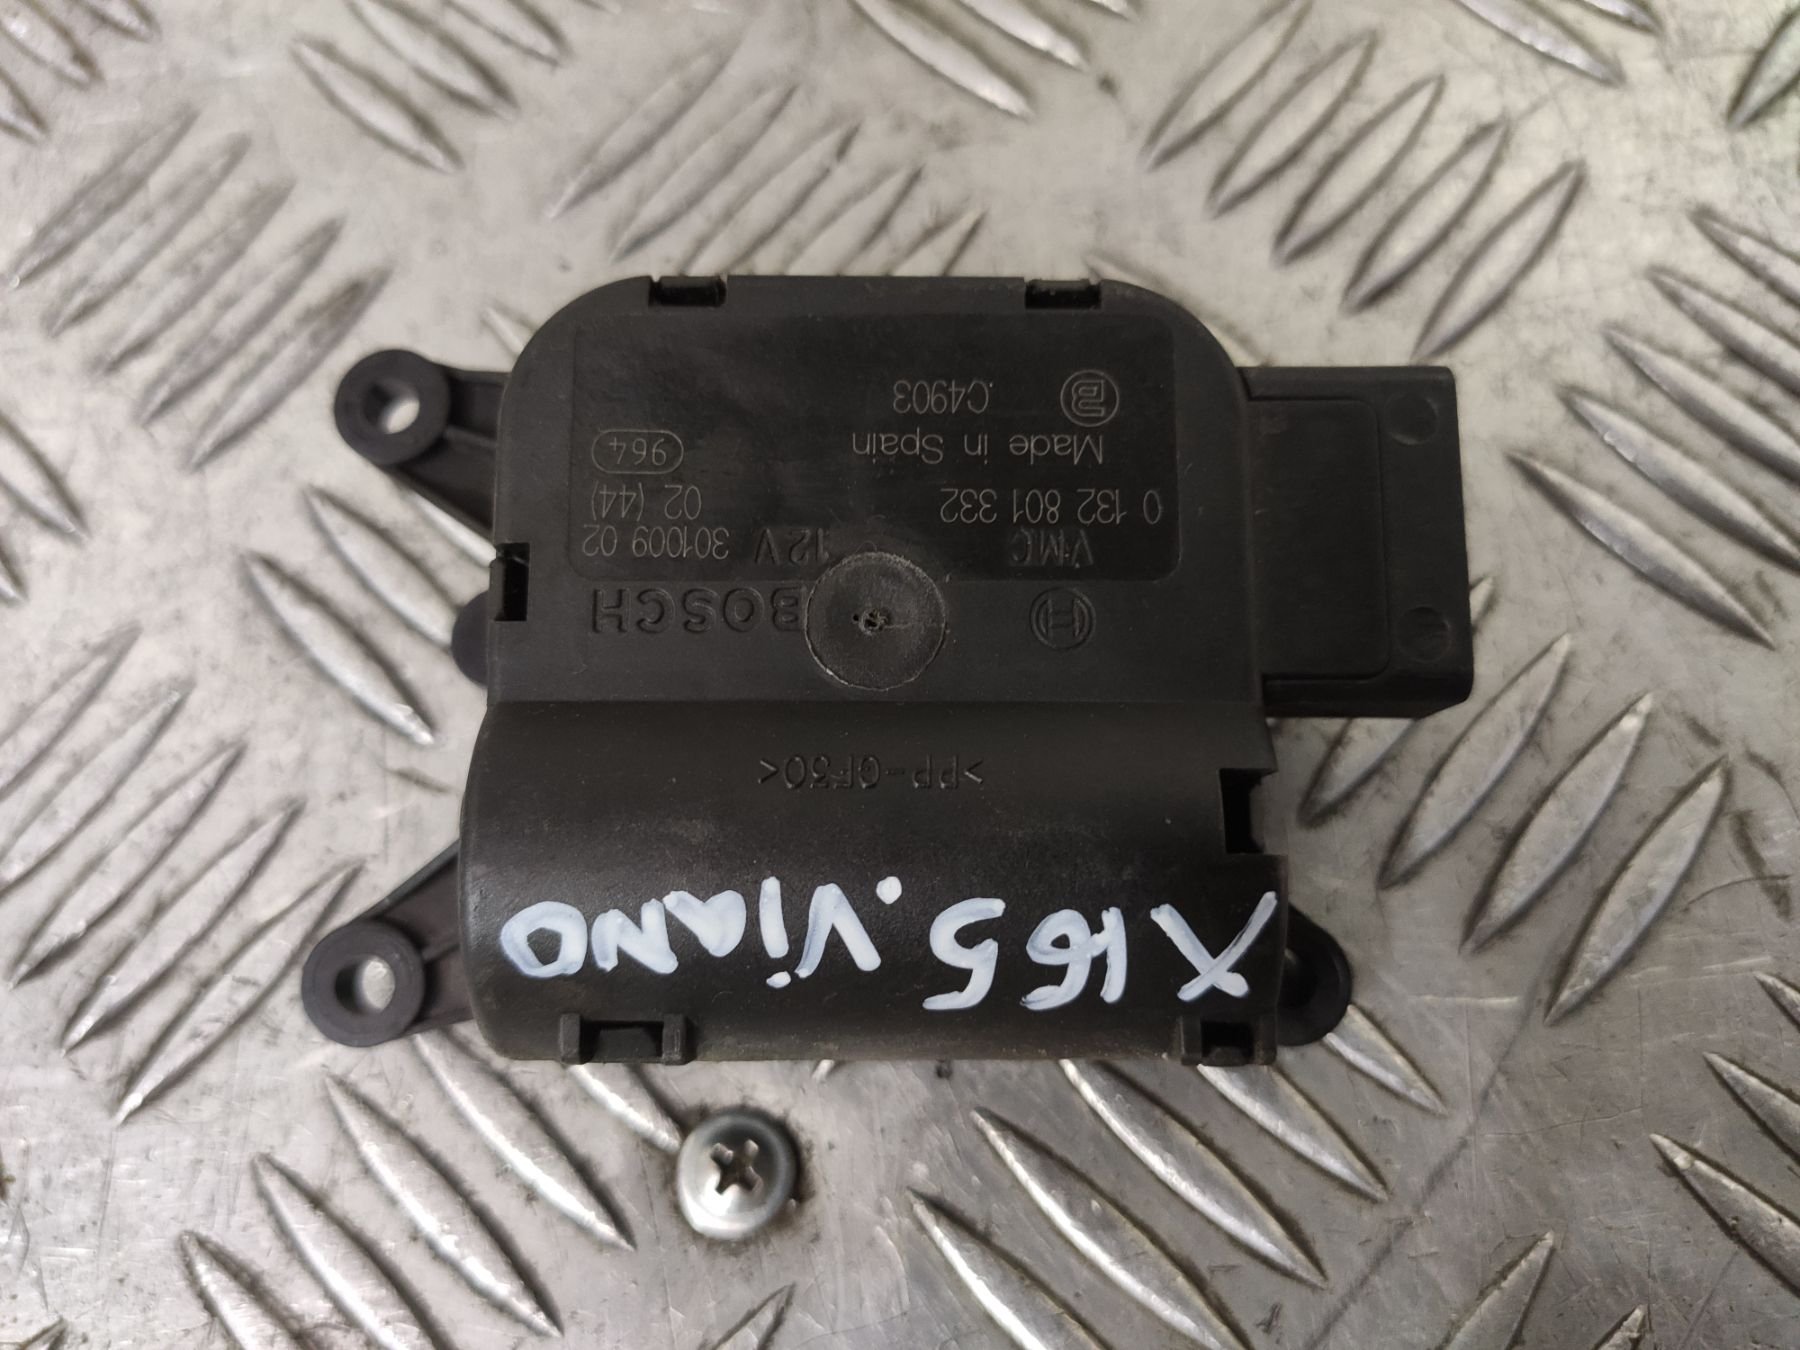 X165.ViANO
>PP-GF30<
BOSCH
VMC 12V 301009 02
0 132 801 332 02 (44)
Made in Spain 964
.C4903